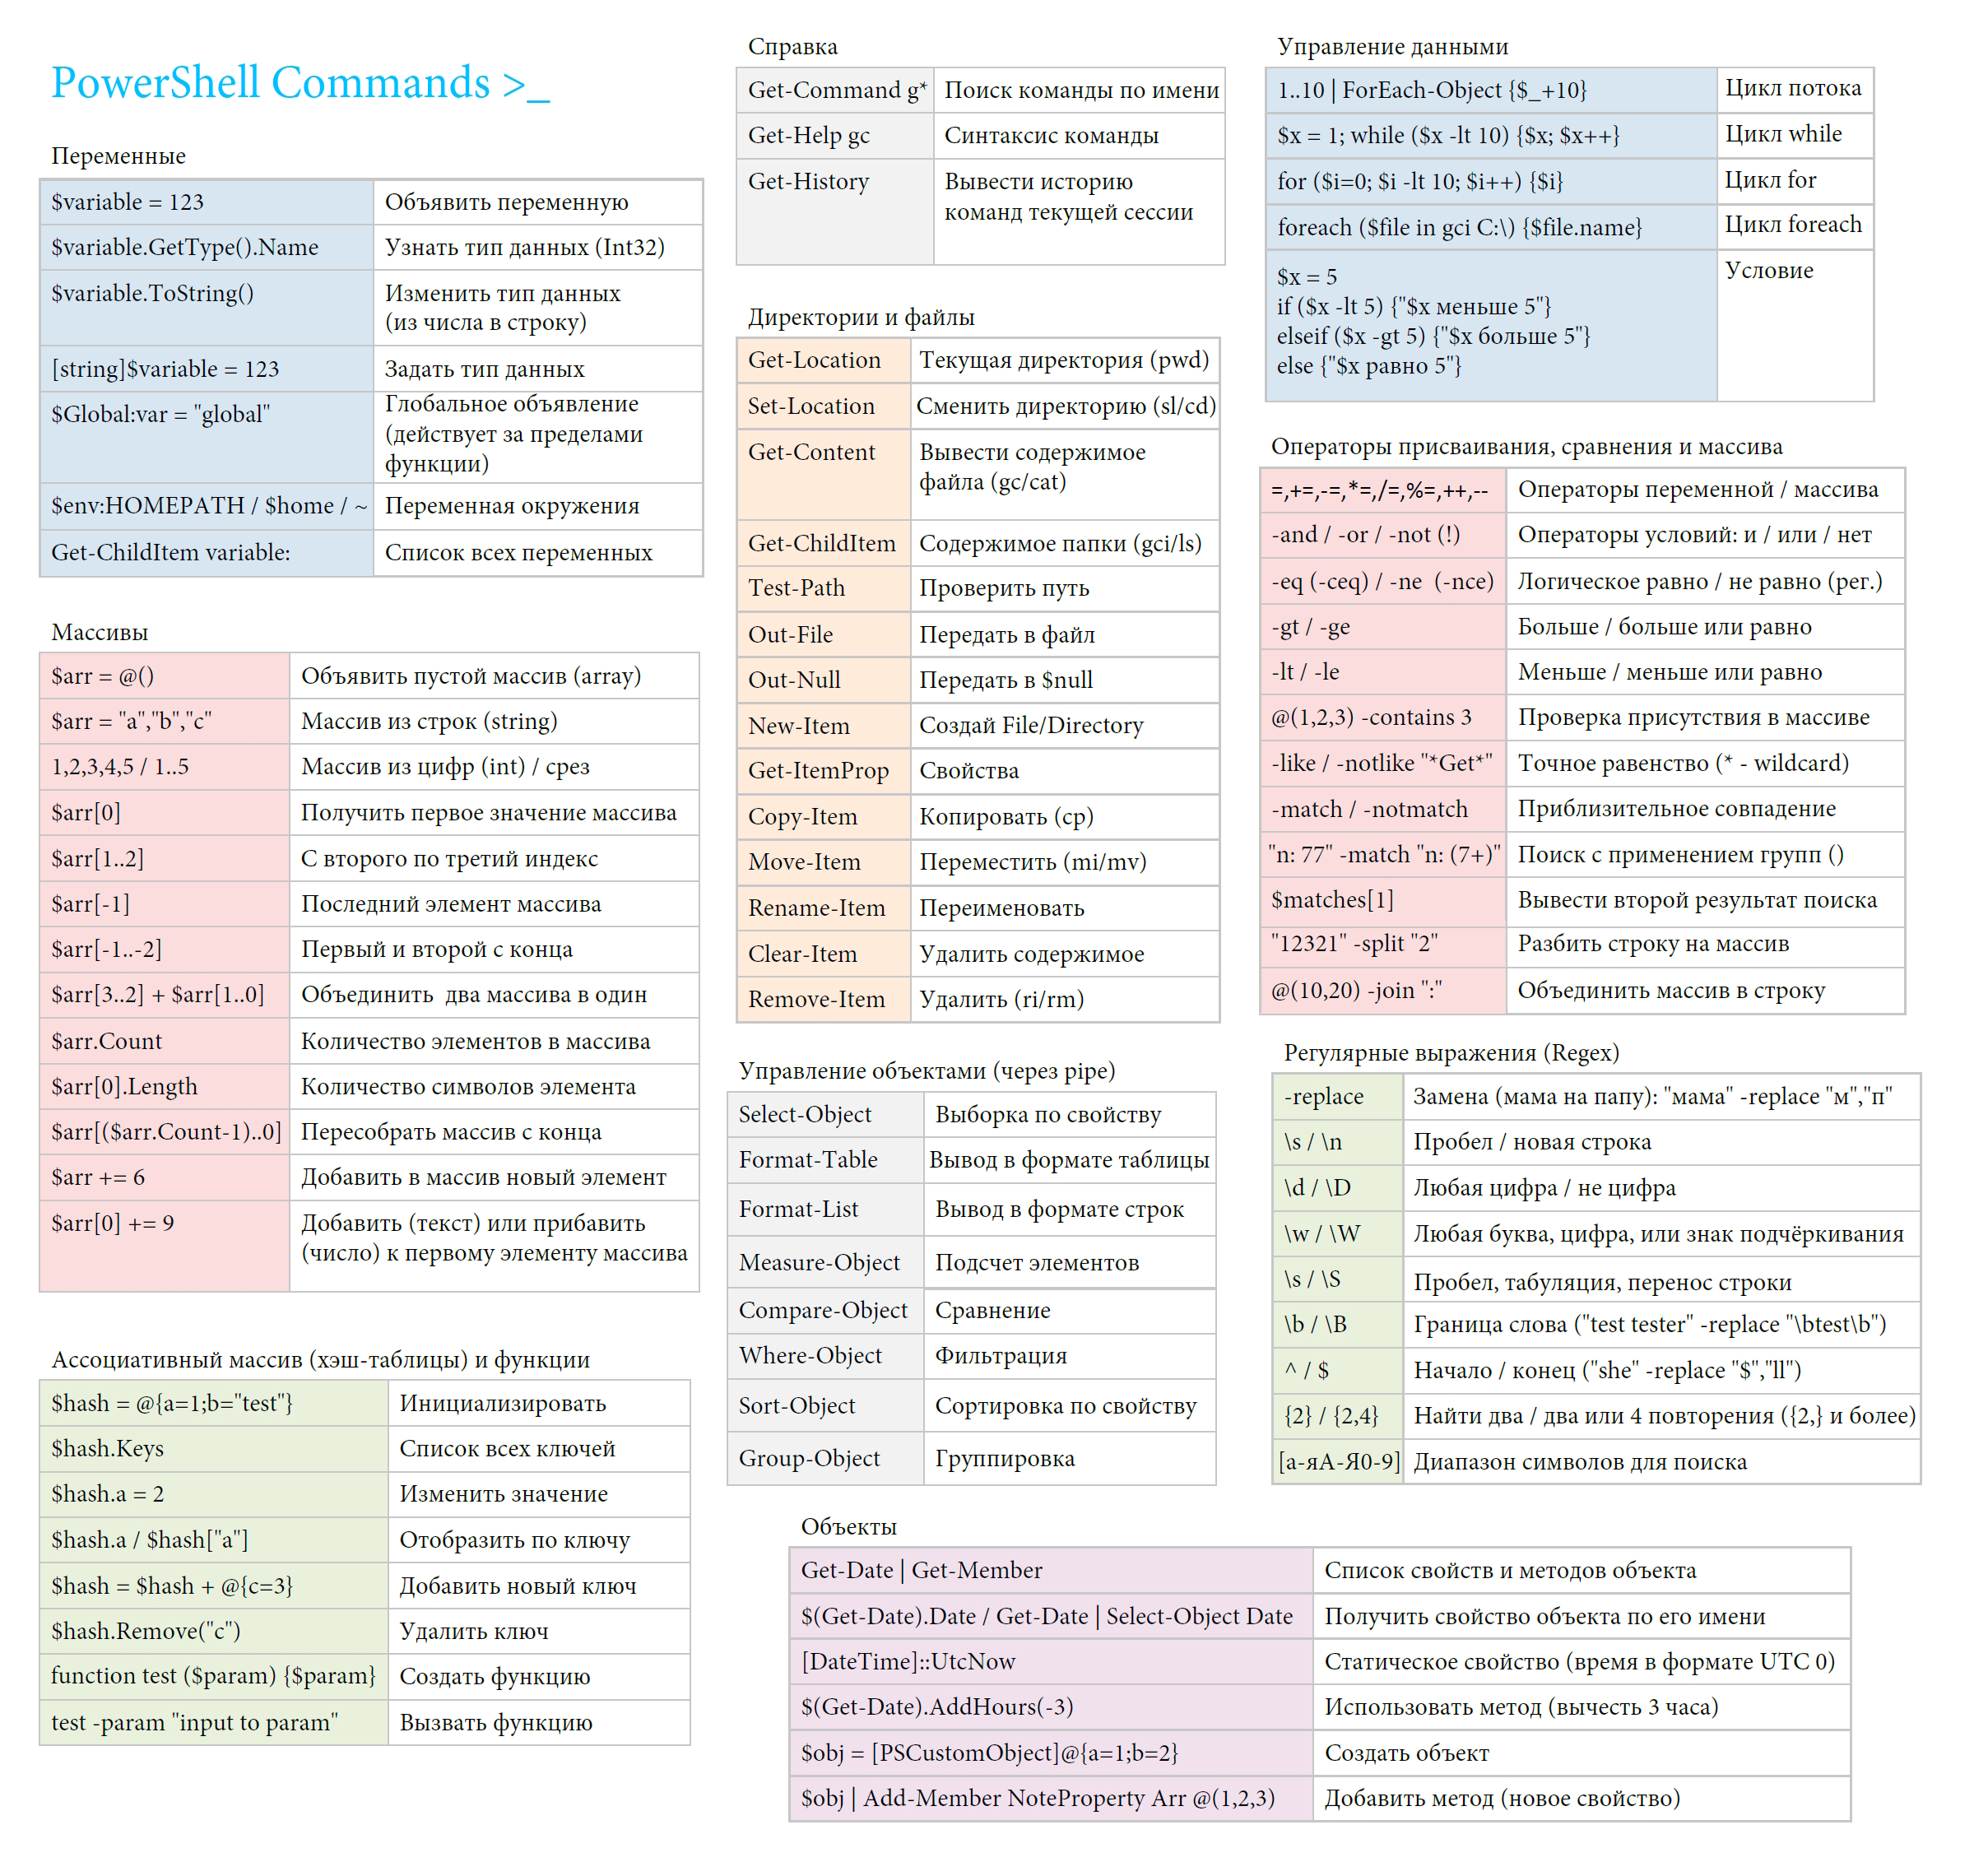 PowerShell Commands >_
Переменные
$variable = 123 Объявить переменную
$variable.GetType().Name Узнать тип данных (Int32)
$variable.ToString() Изменить тип данных
(из числа в строку)
[string]$variable = 123 Задать тип данных
$Global:var = "global" Глобальное объявление
(действует за пределами
функции)
$env:HOMEPATH / $home / ~ Переменная окружения
Get-ChildItem variable: Список всех переменных
Массивы
$arr = @() Объявить пустой массив (array)
$arr = "a","b","c" Массив из строк (string)
1,2,3,4,5 / 1..5 Массив из цифр (int) / срез
$arr[0] Получить первое значение массива
$arr[1..2] С второго по третий индекс
$arr[-1] Последний элемент массива
$arr[-1..-2] Первый и второй с конца
$arr[3..2] + $arr[1..0] Объединить два массива в один
$arr.Count Количество элементов в массива
$arr[0].Length Количество символов элемента
$arr[($arr.Count-1)..0] Пересобрать массив с конца
$arr += 6 Добавить в массив новый элемент
$arr[0] += 9 Добавить (текст) или прибавить
(число) к первому элементу массива
Ассоциативный массив (хэш-таблицы) и функции
$hash = @{a=1;b="test"} Инициализировать
$hash.Keys Список всех ключей
$hash.a = 2 Изменить значение
$hash.a / $hash["a"] Отобразить по ключу
$hash = $hash + @{c=3} Добавить новый ключ
$hash.Remove("c") Удалить ключ
function test ($param) {$param} Создать функцию
test -param "input to param" Вызвать функцию
Справка
Get-Command g* Поиск команды по имени
Get-Help gc Синтаксис команды
Get-History Вывести историю
команд текущей сессии
Директории и файлы
Get-Location Текущая директория (pwd)
Set-Location Сменить директорию (sl/cd)
Get-Content Вывести содержимое
файла (gc/cat)
Get-ChildItem Содержимое папки (gci/ls)
Test-Path Проверить путь
Out-File Передать в файл
Out-Null Передать в $null
New-Item Создай File/Directory
Get-ItemProp Свойства
Copy-Item Копировать (cp)
Move-Item Переместить (mi/mv)
Rename-Item Переименовать
Clear-Item Удалить содержимое
Remove-Item Удалить (ri/rm)
Управление объектами (через pipe)
Select-Object Выборка по свойству
Format-Table Вывод в формате таблицы
Format-List Вывод в формате строк
Measure-Object Подсчет элементов
Compare-Object Сравнение
Where-Object Фильтрация
Sort-Object Сортировка по свойству
Group-Object Группировка
Управление данными
1..10 | ForEach-Object {$_+10} Цикл потока
$x = 1; while ($x -lt 10) {$x; $x++} Цикл while
for ($i=0; $i -lt 10; $i++) {$i} Цикл for
foreach ($file in gci C:\) {$file.name} Цикл foreach
$x = 5 Условие
if ($x -lt 5) {"$x меньше 5"}
elseif ($x -gt 5) {"$x больше 5"}
else {"$x равно 5"}
Операторы присваивания, сравнения и массива
=,+=,-=,*=,/=,%=,++,-- Операторы переменной / массива
-and / -or / -not (!) Операторы условий: и / или / нет
-eq (-ceq) / -ne (-nce) Логическое равно / не равно (рег.)
-gt / -ge Больше / больше или равно
-lt / -le Меньше / меньше или равно
@(1,2,3) -contains 3 Проверка присутствия в массиве
-like / -notlike "*Get*" Точное равенство (* - wildcard)
-match / -notmatch Приблизительное совпадение
"n: 77" -match "n: (7+)" Поиск с применением групп ()
$matches[1] Вывести второй результат поиска
"12321" -split "2" Разбить строку на массив
@(10,20) -join ":" Объединить массив в строку
Регулярные выражения (Regex)
-replace Замена (мама на папу): "мама" -replace "м","п"
\s / \n Пробел / новая строка
\d / \D Любая цифра / не цифра
\w / \W Любая буква, цифра, или знак подчёркивания
\s / \S Пробел, табуляция, перенос строки
\b / \B Граница слова ("test tester" -replace "\btest\b")
^ / $ Начало / конец ("she" -replace "$","ll")
{2} / {2,4} Найти два / два или 4 повторения ({2,} и более)
[а-яА-Я0-9] Диапазон символов для поиска
Объекты
Get-Date | Get-Member Список свойств и методов объекта
$(Get-Date).Date / Get-Date | Select-Object Date Получить свойство объекта по его имени
[DateTime]::UtcNow Статическое свойство (время в формате UTC 0)
$(Get-Date).AddHours(-3) Использовать метод (вычесть 3 часа)
$obj = [PSCustomObject]@{a=1;b=2} Создать объект
$obj | Add-Member NoteProperty Arr @(1,2,3) Добавить метод (новое свойство)